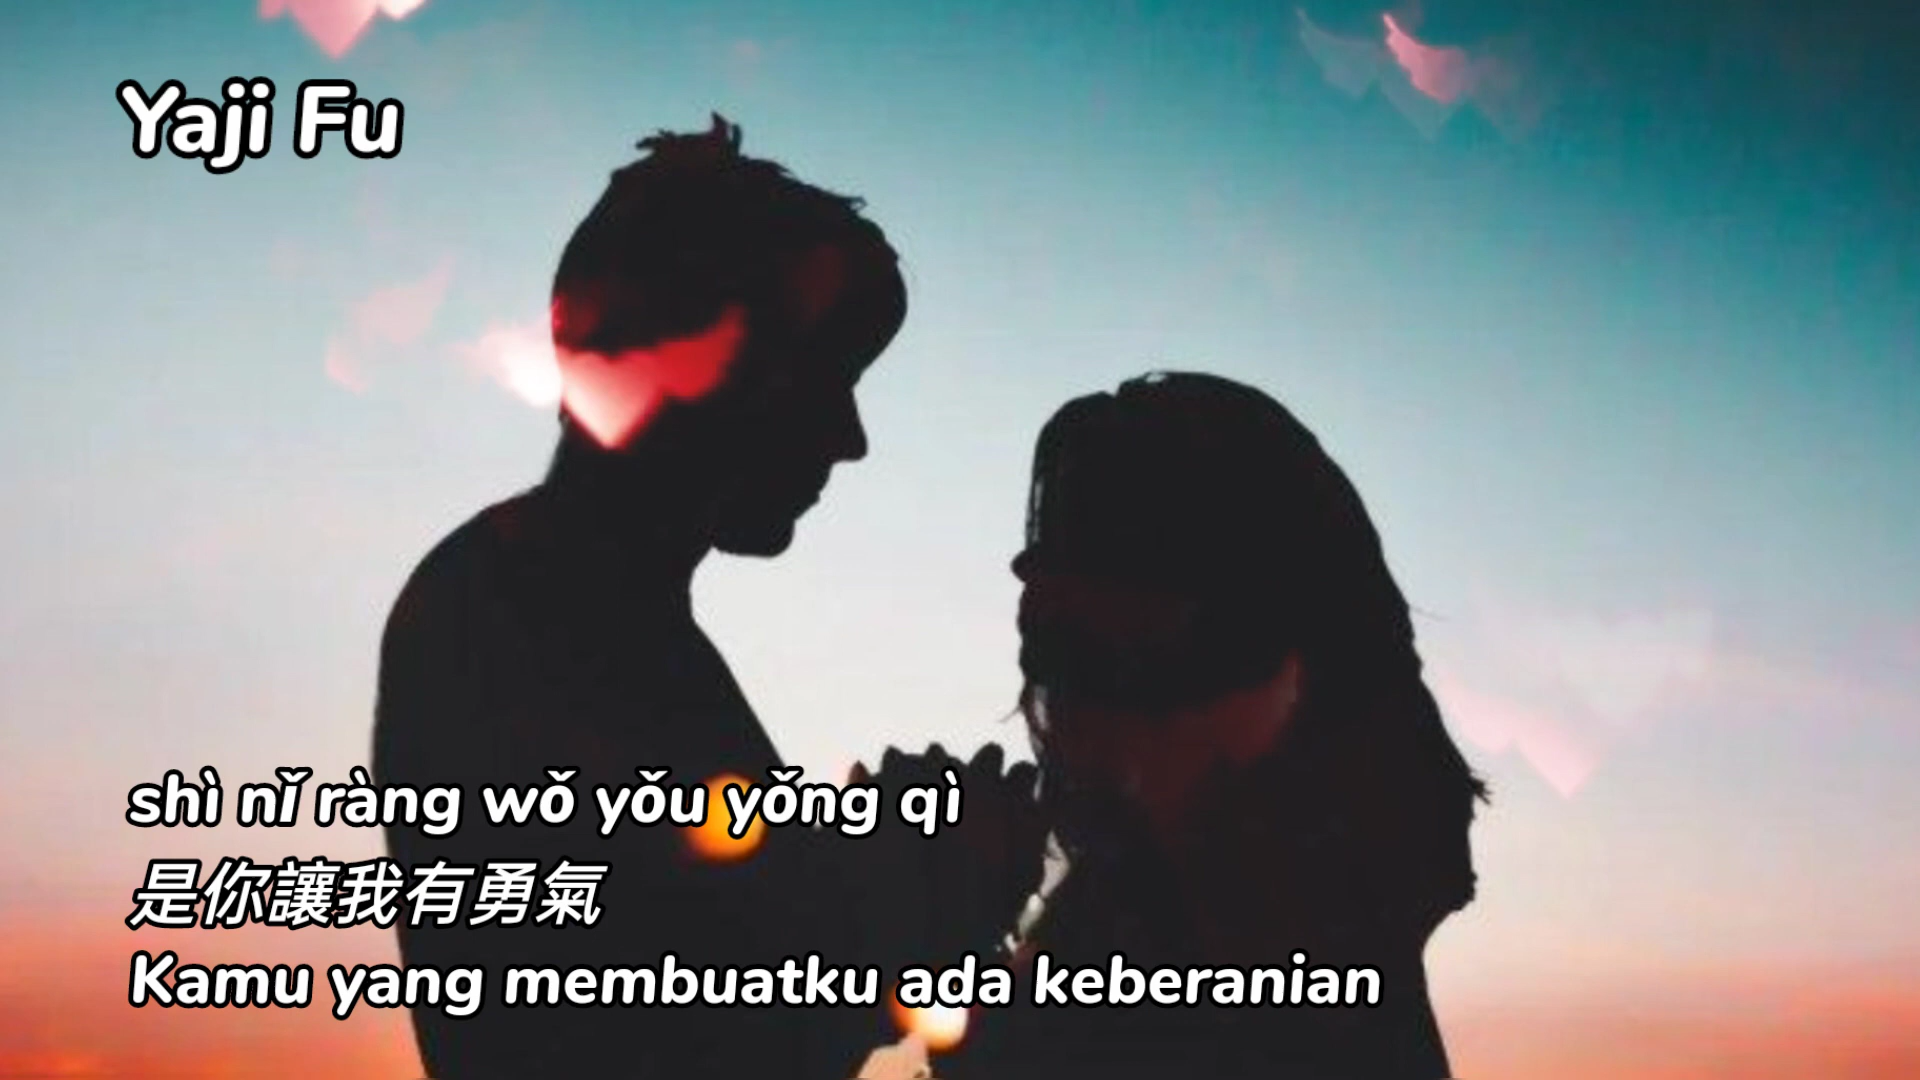 Yaji Fu
shì nǐ ràng wǒ yǒu yǒng qì
是你讓我有勇氣
Kamu yang membuatku ada keberanian